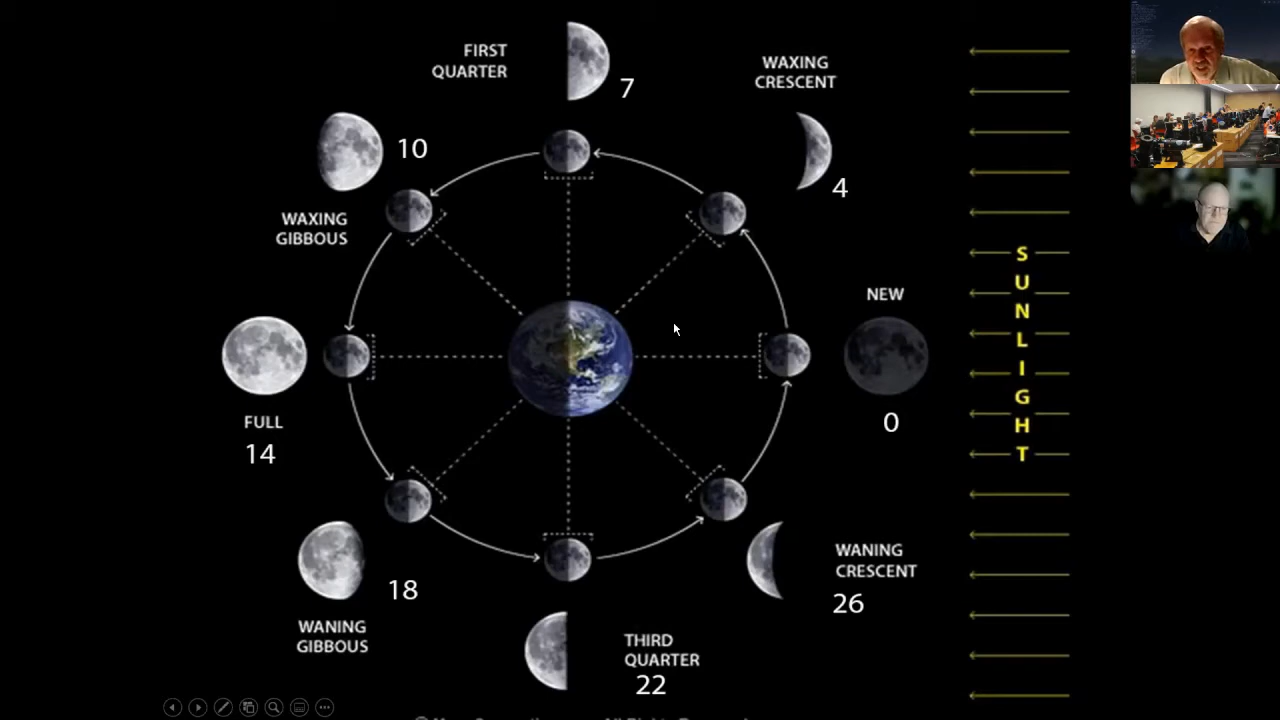 FIRST
QUARTER
7
WAXING
CRESCENT
4
10
WAXING
GIBBOUS
NEW
0
SUNLIGHT
FULL
14
18
WANING
GIBBOUS
WANING
CRESCENT
26
THIRD
QUARTER
22